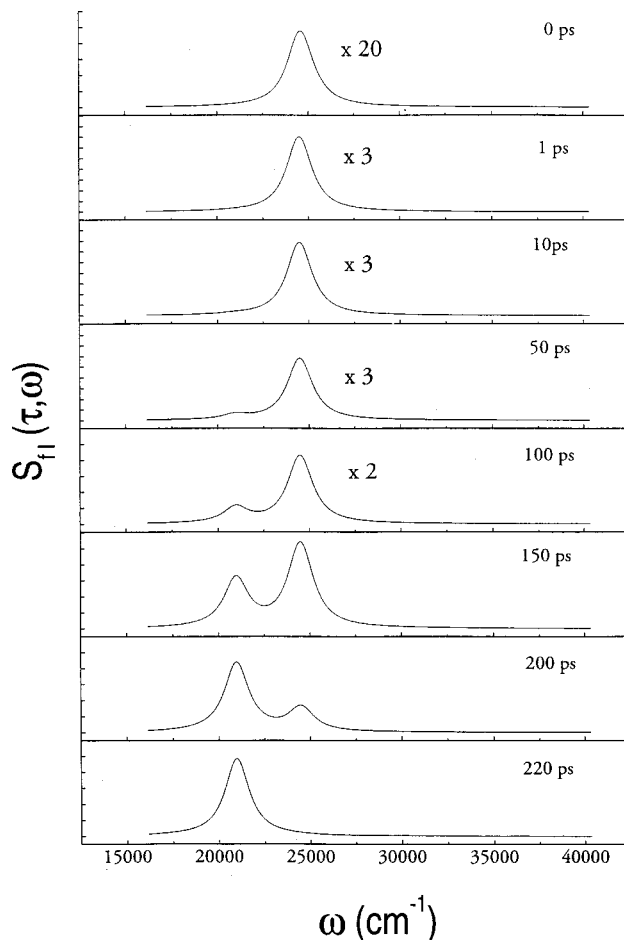 0 ps
x 20
1 ps
x 3
10ps
x 3
50 ps
x 3
100 ps
x 2
150 ps
200 ps
220 ps
S_fl (τ,ω)
15000 20000 25000 30000 35000 40000
ω (cm⁻¹)